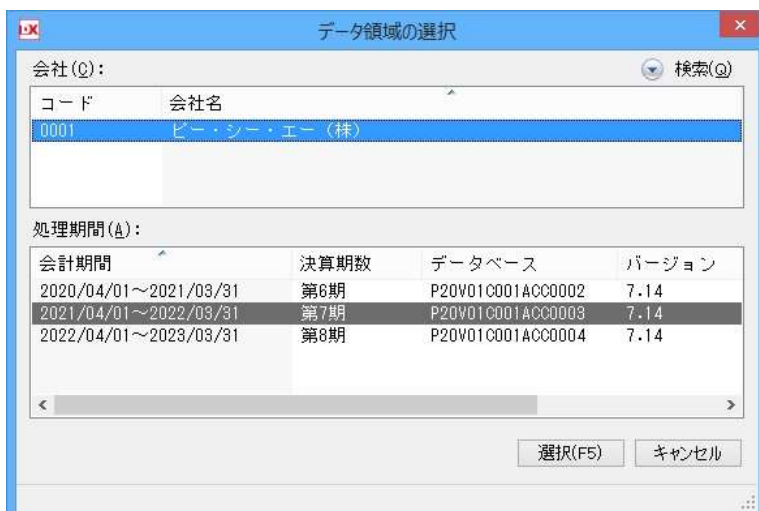 データ領域の選択
会社(C): 検索(Q)
コード 会社名
0001 ピー・シー・エー（株）
処理期間(A):
会計期間 決算期数 データベース バージョン
2020/04/01～2021/03/31 第6期 P20V01C001ACC0002 7.14
2021/04/01～2022/03/31 第7期 P20V01C001ACC0003 7.14
2022/04/01～2023/03/31 第8期 P20V01C001ACC0004 7.14
選択(F5) キャンセル